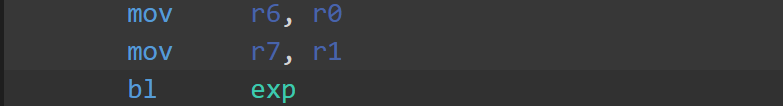 mov r6, r0
mov r7, r1
bl exp